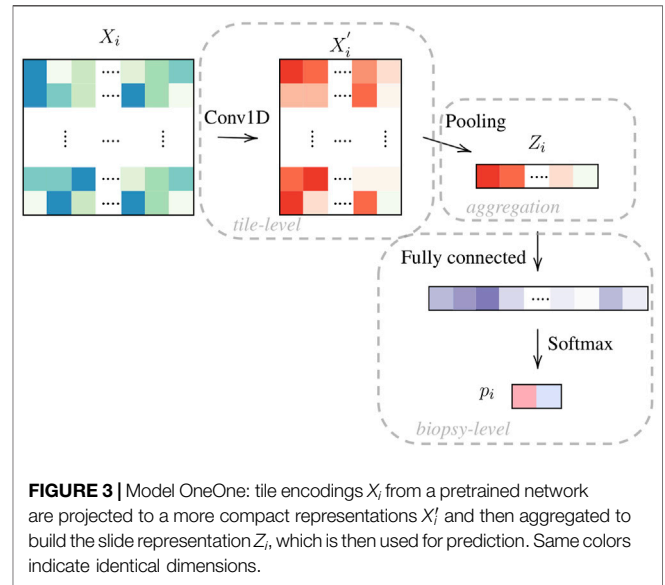 X_i
X'_i
....
....
....
....
Conv1D
Pooling
⋮ .... ⋮
⋮ .... ⋮
Z_i
....
....
....
....
....
tile-level
aggregation
Fully connected
....
Softmax
p_i
biopsy-level
FIGURE 3 | Model OneOne: tile encodings X_i from a pretrained network
are projected to a more compact representations X'_i and then aggregated to
build the slide representation Z_i, which is then used for prediction. Same colors
indicate identical dimensions.